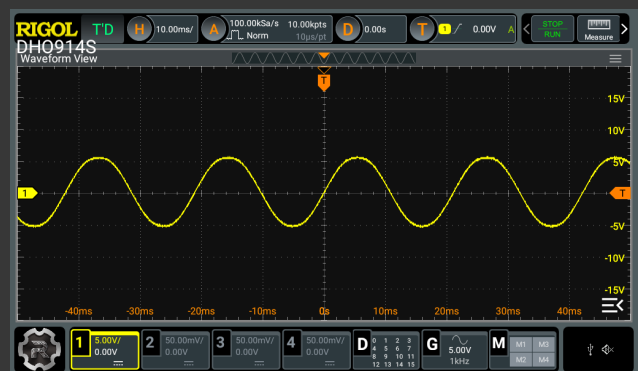 RIGOL T'D H 10.00ms/ A 100.00kSa/s 10.00kpts D 0.00s T 1 0.00V A STOP
Norm 10µs/pt RUN Measure
DHO914S
Waveform View
T
15V
10V
5V
1 T
-5V
-10V
-15V
-40ms -30ms -20ms -10ms 0s 10ms 20ms 30ms 40ms
1 5.00V/ 2 50.00mV/ 3 50.00mV/ 4 50.00mV/ D 0 1 2 3 G 5.00V M M1 M3
0.00V 0.00V 0.00V 0.00V 4 5 6 7 1kHz M2 M4
8 9 10 11
12 13 14 15